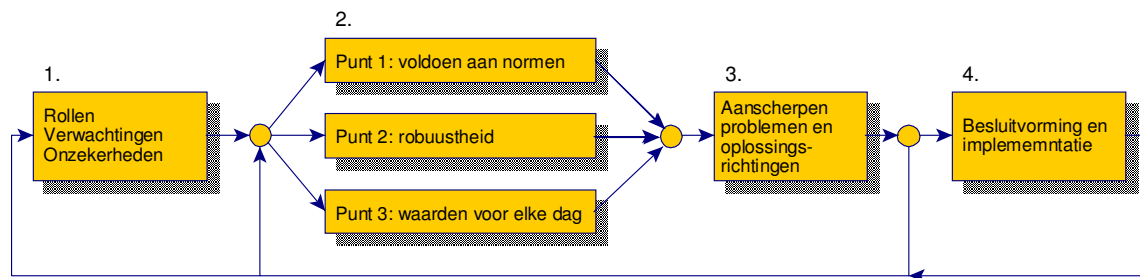 1.
Rollen
Verwachtingen
Onzekerheden
2.
Punt 1: voldoen aan normen
Punt 2: robuustheid
Punt 3: waarden voor elke dag
3.
Aanscherpen
problemen en
oplossings-
richtingen
4.
Besluitvorming en
implememntatie